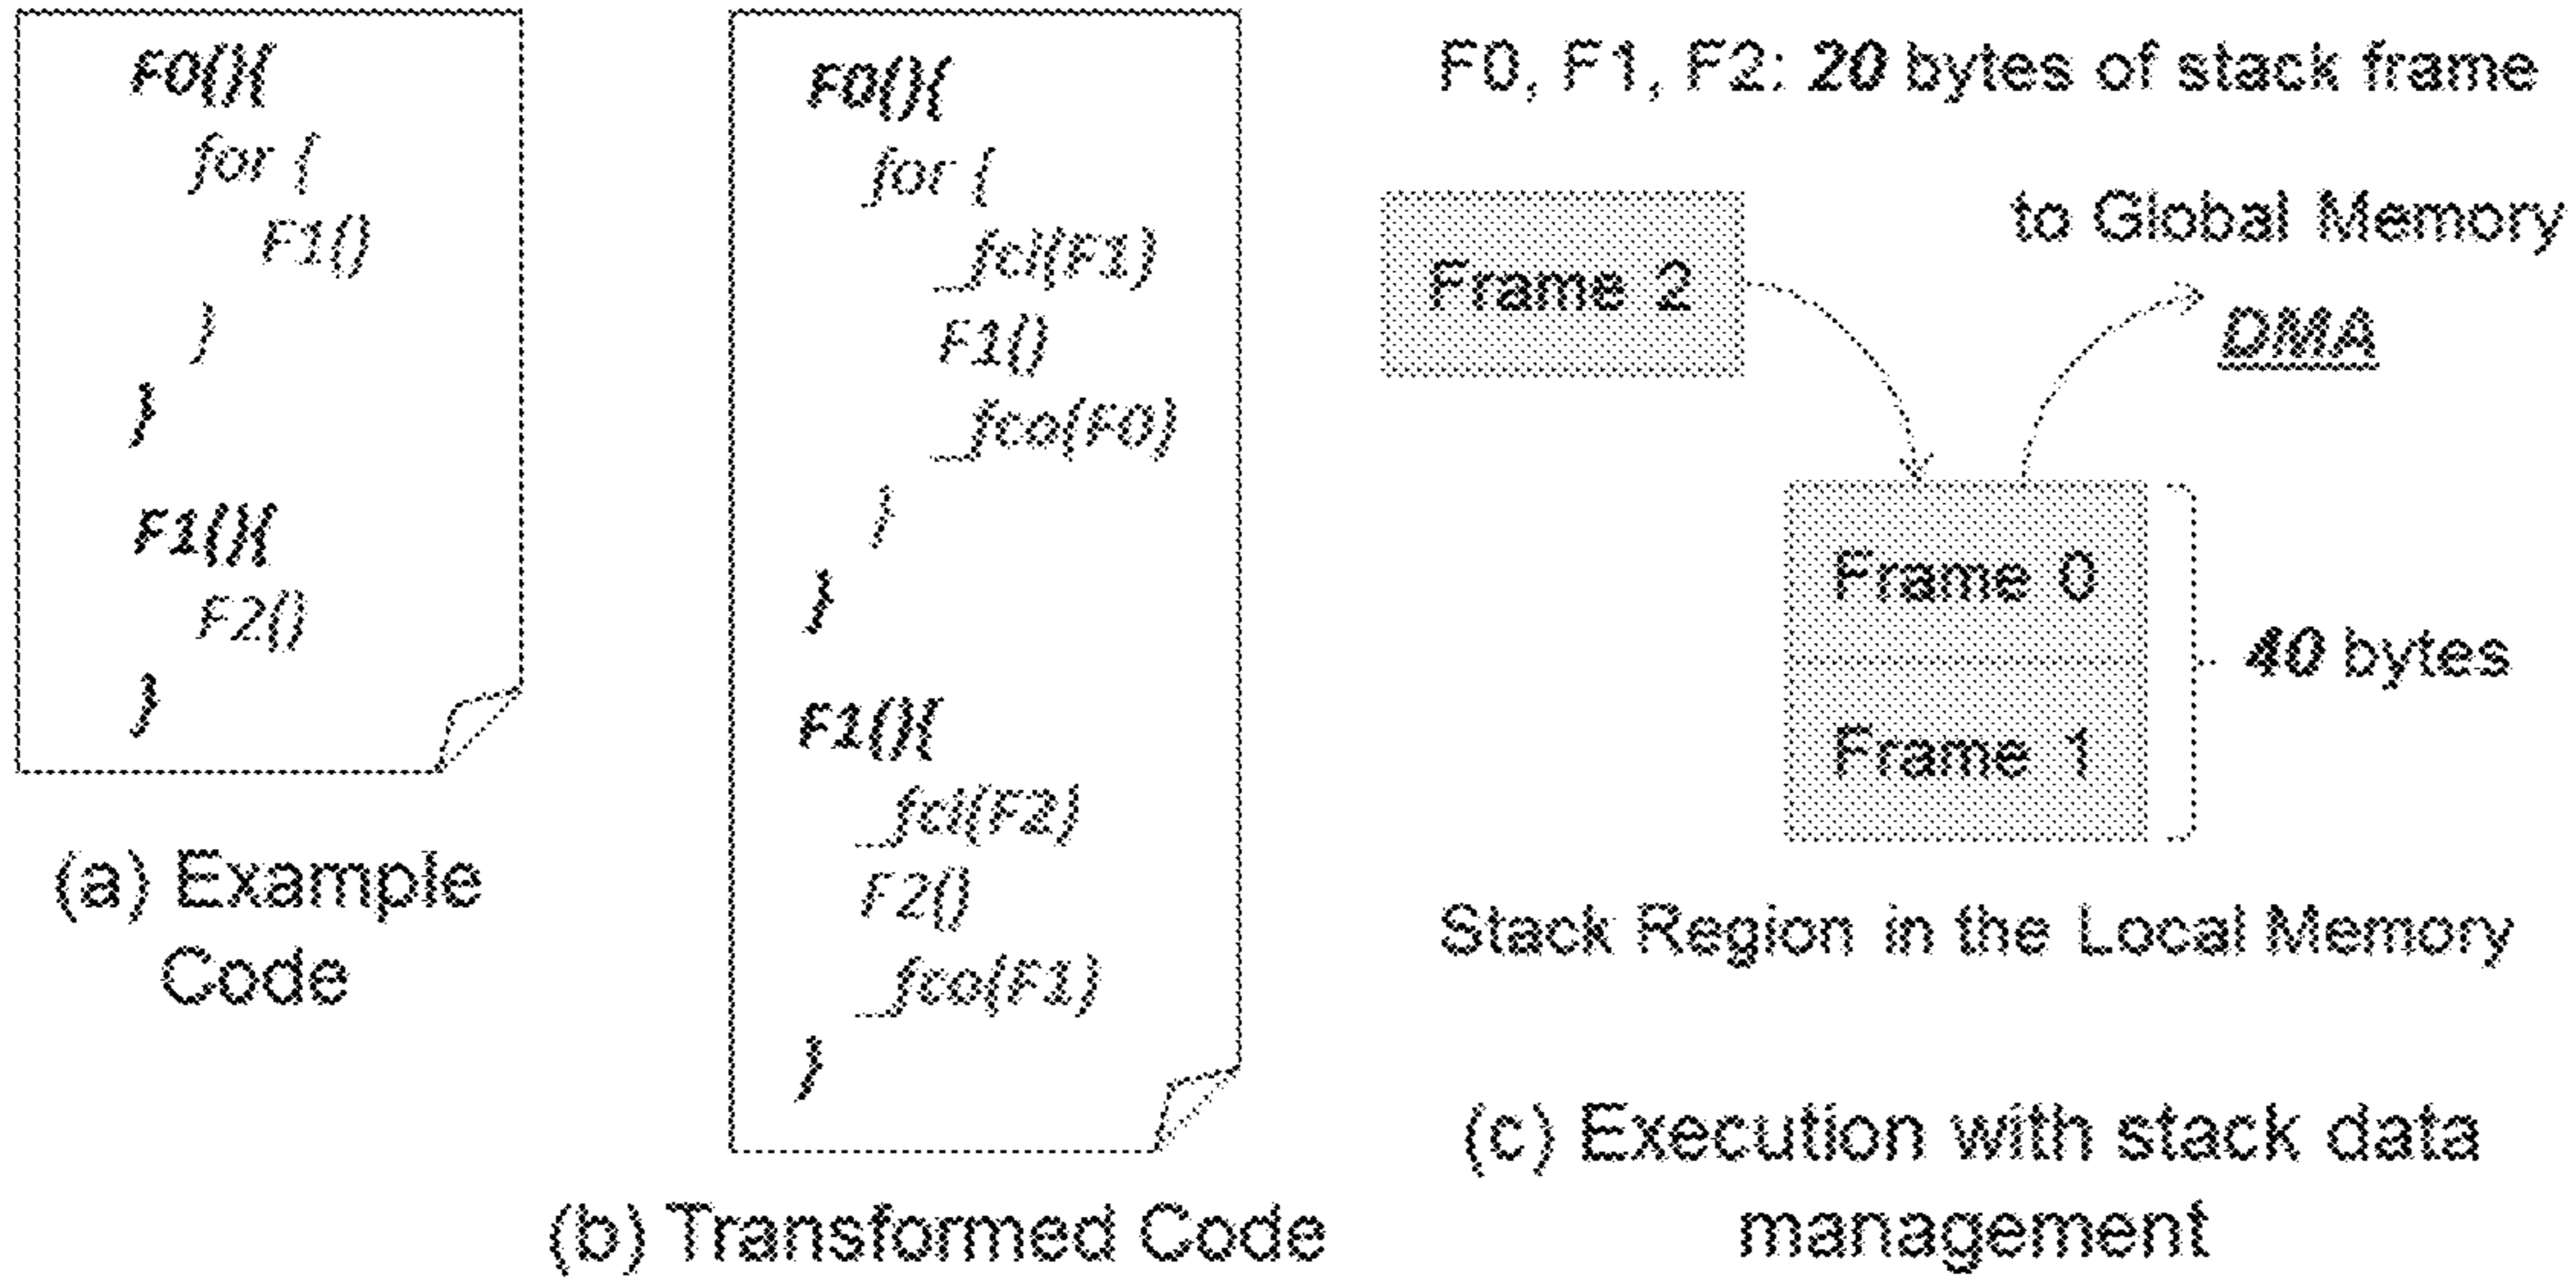 F0(){
for {
F1()
}
}
F1(){
F2()
}
(a) Example
Code
F0(){
for {
_fci(F1)
F1()
_fco(F0)
}
}
F1(){
_fci(F2)
F2()
_fco(F1)
}
(b) Transformed Code
F0, F1, F2: 20 bytes of stack frame
to Global Memory
DMA
Frame 2
Frame 0
Frame 1
40 bytes
Stack Region in the Local Memory
(c) Execution with stack data
management